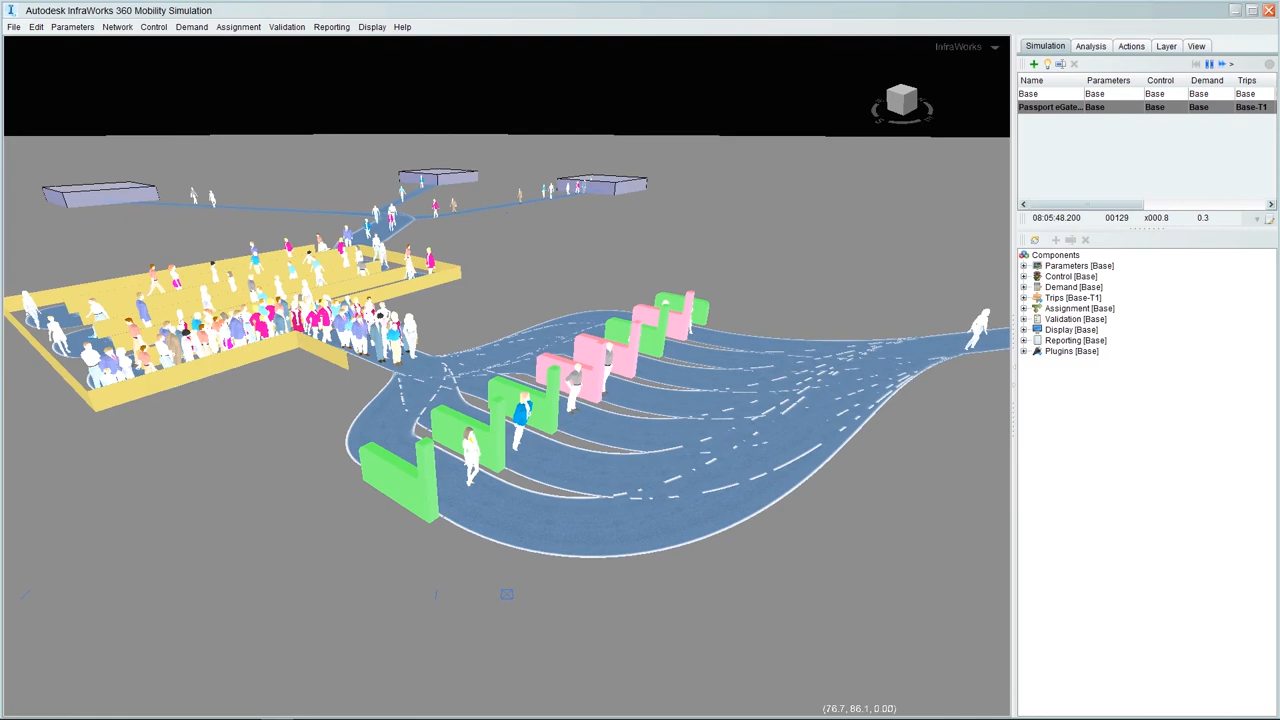 Autodesk InfraWorks 360 Mobility Simulation
File Edit Parameters Network Control Demand Assignment Validation Reporting Display Help
InfraWorks
Simulation Analysis Actions Layer View
Name Parameters Control Demand Trips
Base Base Base Base Base
Passport eGate... Base Base Base Base-T1
08:05:48.200 00129 x000.8 0.3
Components
Parameters [Base]
Control [Base]
Demand [Base]
Trips [Base-T1]
Assignment [Base]
Validation [Base]
Display [Base]
Reporting [Base]
Plugins [Base]
(76.7, 86.1, 0.00)